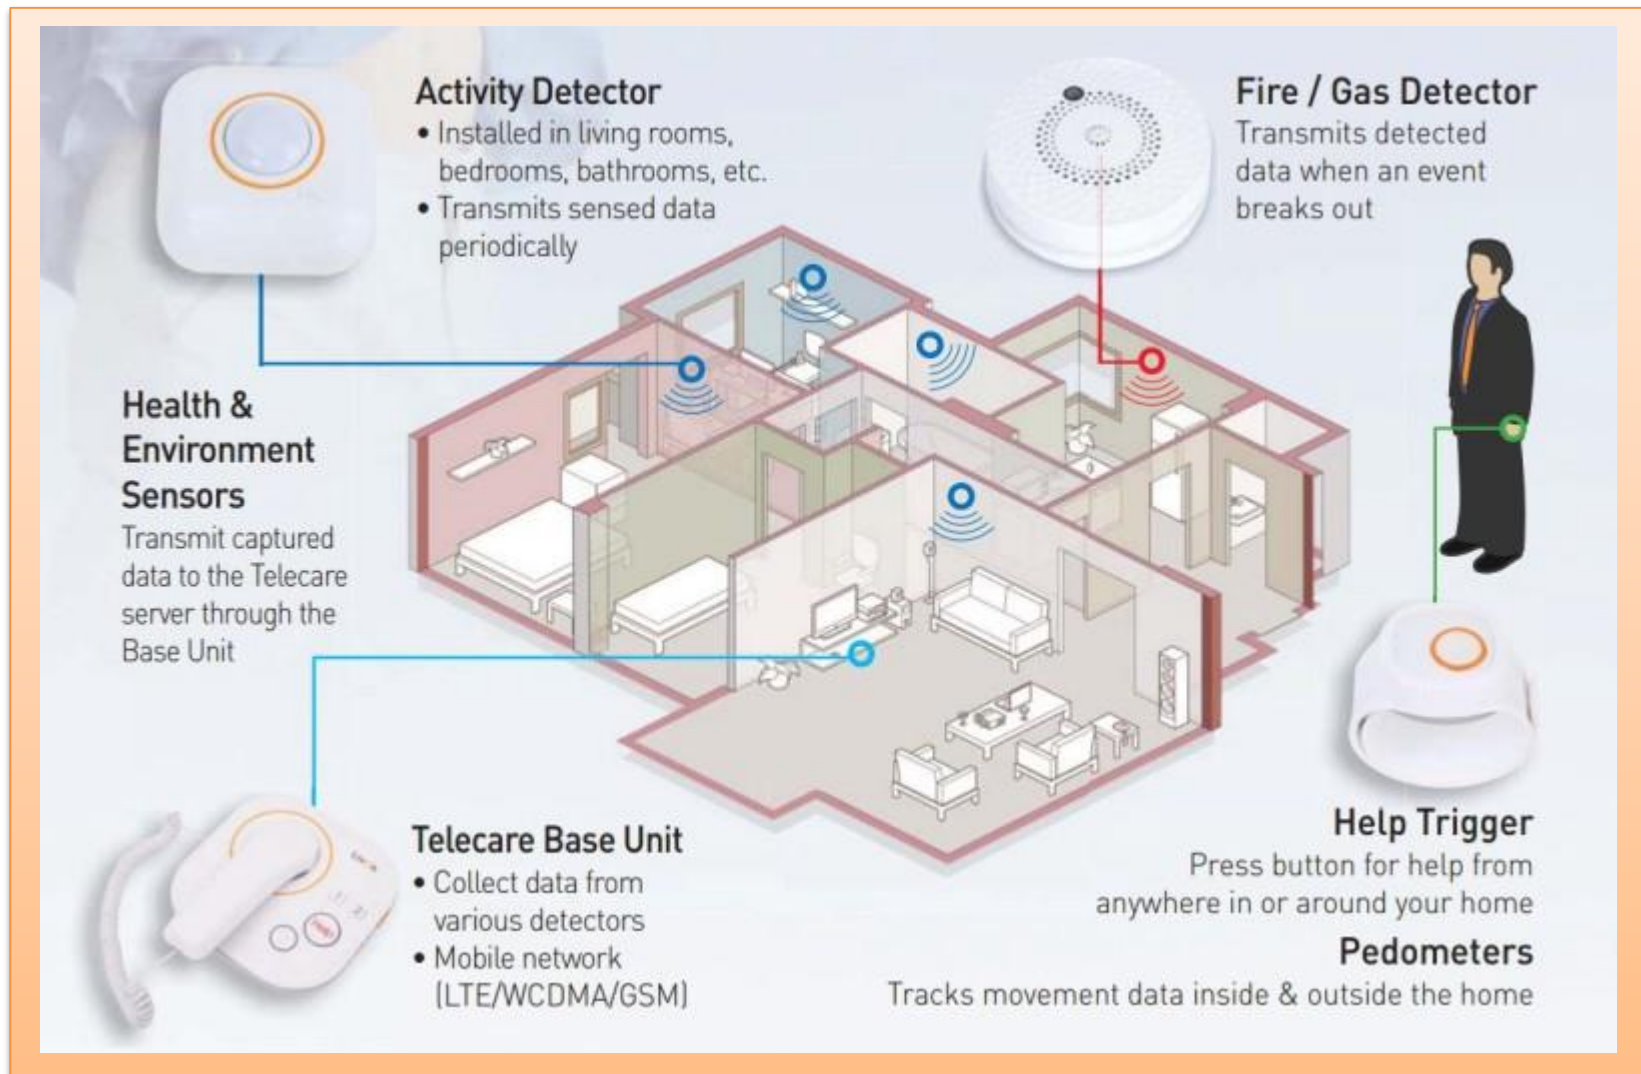 Activity Detector
• Installed in living rooms,
bedrooms, bathrooms, etc.
• Transmits sensed data
periodically
Fire / Gas Detector
Transmits detected
data when an event
breaks out
Health &
Environment
Sensors
Transmit captured
data to the Telecare
server through the
Base Unit
Telecare Base Unit
• Collect data from
various detectors
• Mobile network
(LTE/WCDMA/GSM)
Help Trigger
Press button for help from
anywhere in or around your home
Pedometers
Tracks movement data inside & outside the home